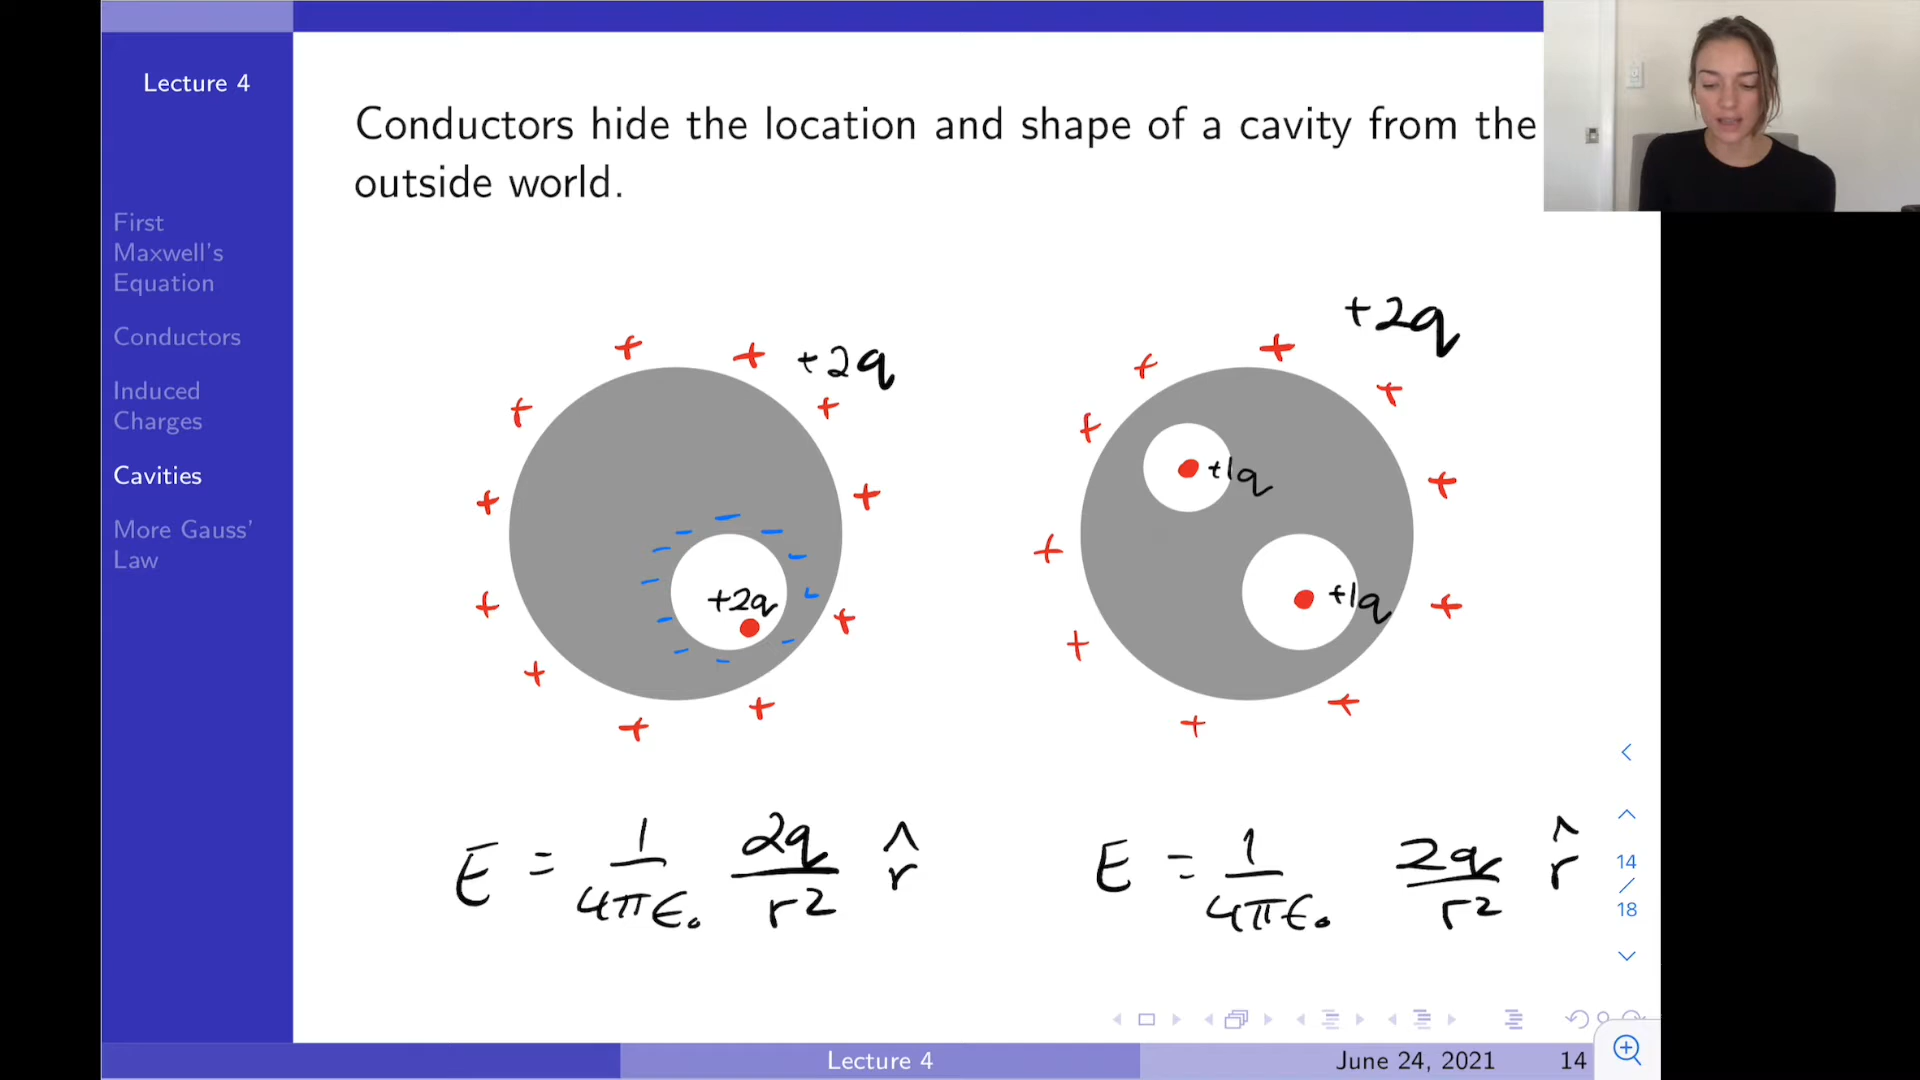 Lecture 4
First
Maxwell's
Equation
Conductors
Induced
Charges
Cavities
More Gauss'
Law
Conductors hide the location and shape of a cavity from the
outside world.
+2q
+2q
+2q
+1q
+1q
E = 1/4πϵ₀ 2q/r² r̂
E = 1/4πϵ₀ 2q/r² r̂
14
/
18
Lecture 4
June 24, 2021
14